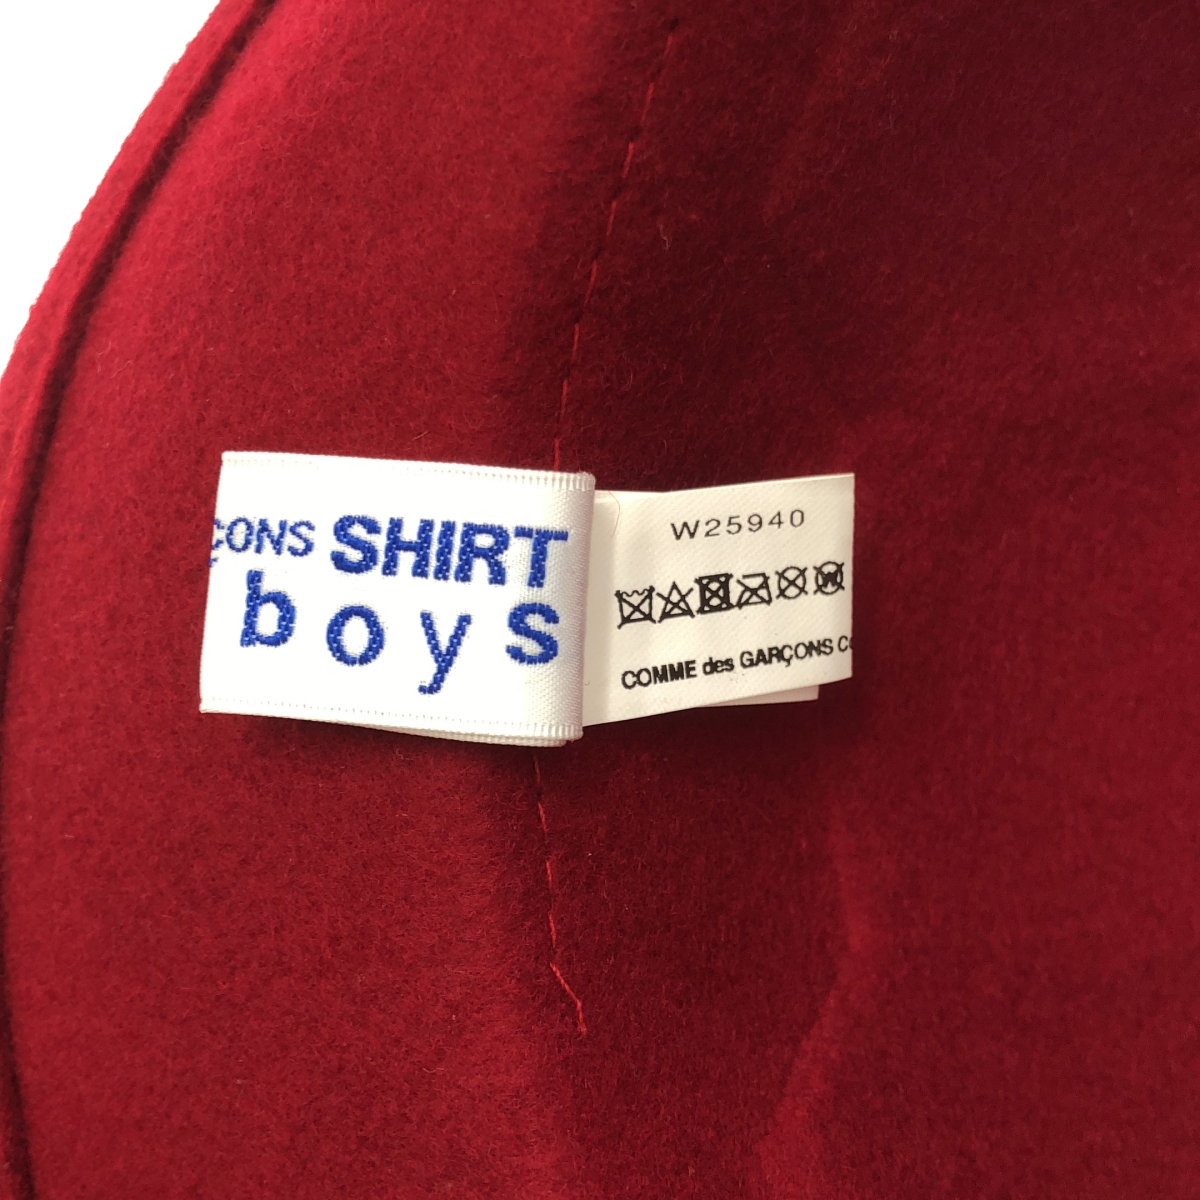 ÇONS SHIRT
boys
W25940
COMME des GARÇONS C